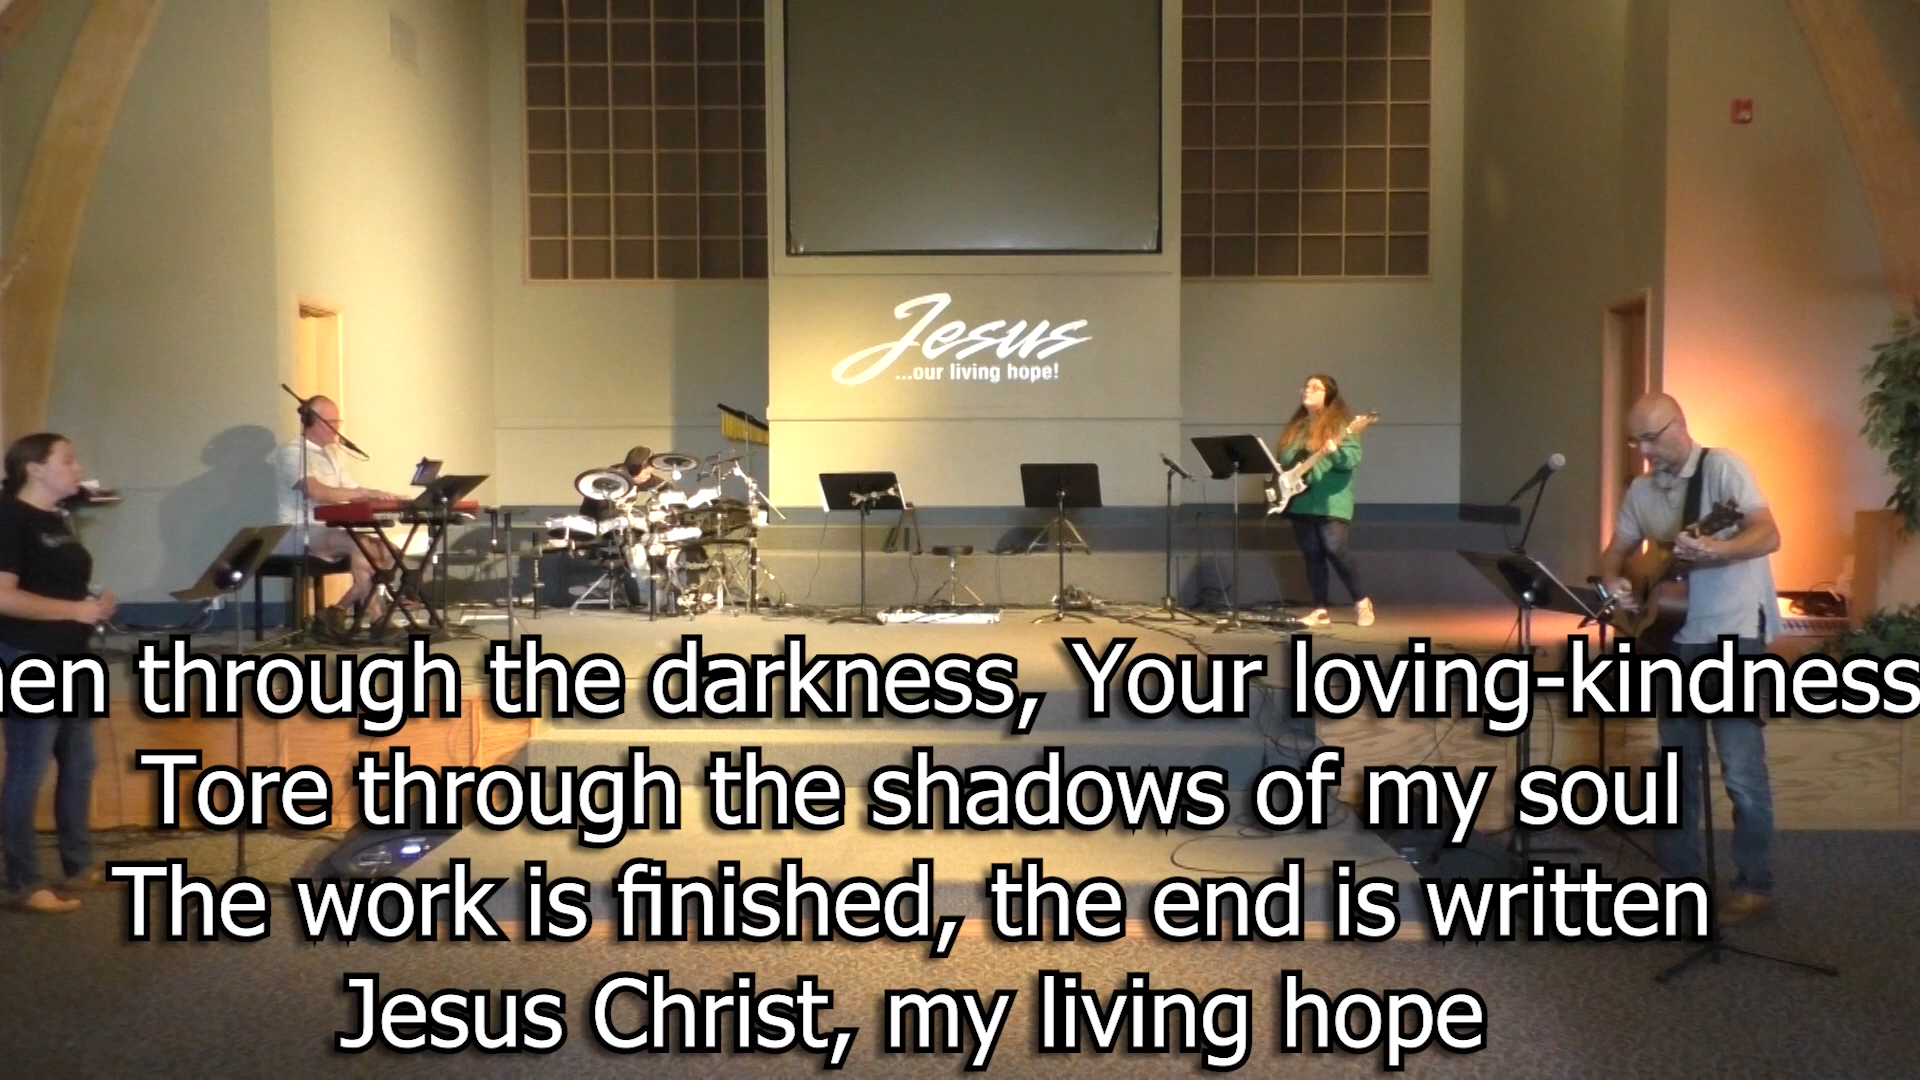 Jesus
...our living hope!
hen through the darkness, Your loving-kindness
Tore through the shadows of my soul
The work is finished, the end is written
Jesus Christ, my living hope